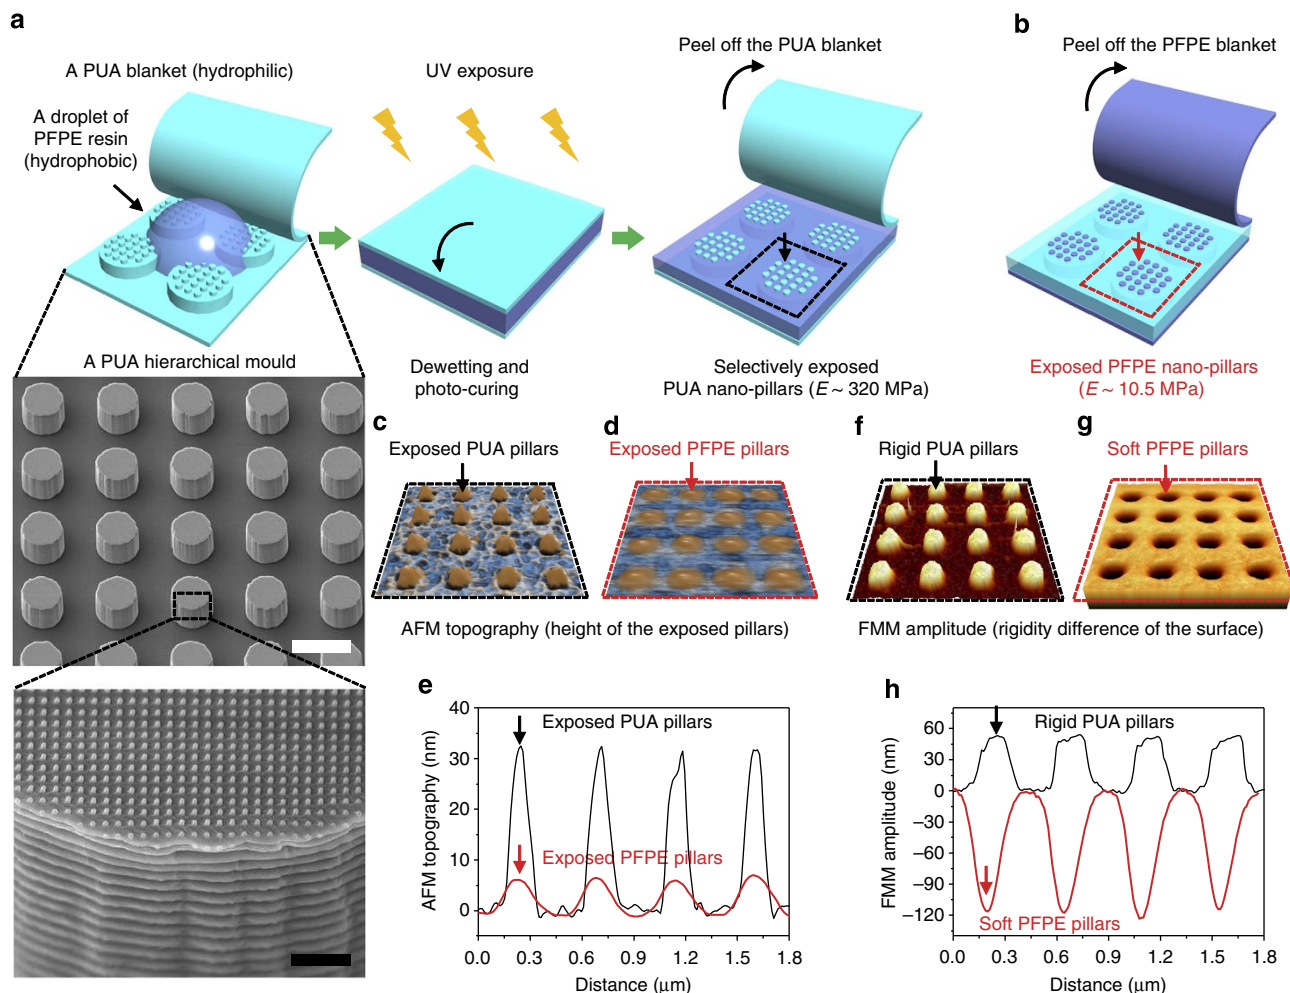 a
A PUA blanket (hydrophilic)
A droplet of
PFPE resin
(hydrophobic)
UV exposure
Peel off the PUA blanket
b
Peel off the PFPE blanket
A PUA hierarchical mould
Dewetting and
photo-curing
Selectively exposed
PUA nano-pillars (E ~ 320 MPa)
Exposed PFPE nano-pillars
(E ~ 10.5 MPa)
c
Exposed PUA pillars
d
Exposed PFPE pillars
f
Rigid PUA pillars
g
Soft PFPE pillars
AFM topography (height of the exposed pillars)
FMM amplitude (rigidity difference of the surface)
e
AFM topography (nm)
40
30
20
10
0
Exposed PUA pillars
Exposed PFPE pillars
0.0 0.3 0.6 0.9 1.2 1.5 1.8
Distance (μm)
h
FMM amplitude (nm)
60
30
0
−30
−60
−90
−120
Rigid PUA pillars
Soft PFPE pillars
0.0 0.3 0.6 0.9 1.2 1.5 1.8
Distance (μm)